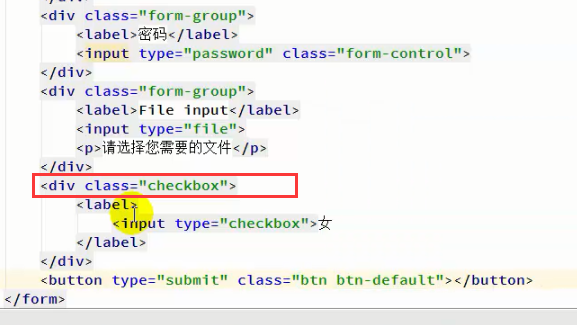 </div>
<div class="form-group">
<label>密码</label>
<input type="password" class="form-control">
</div>
<div class="form-group">
<label>File input</label>
<input type="file">
<p>请选择您需要的文件</p>
</div>
<div class="checkbox">
<label>
<input type="checkbox">女
</label>
</div>
<button type="submit" class="btn btn-default"></button>
</form>